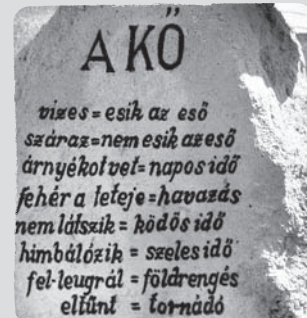 A KŐ
vizes=esik az eső
száraz=nem esik az eső
árnyékot vet=napos idő
fehér a teteje=havazás
nem látszik = ködös idő
himbálózik = szeles idő
fel-leugrál = földrengés
eltűnt = tornádó